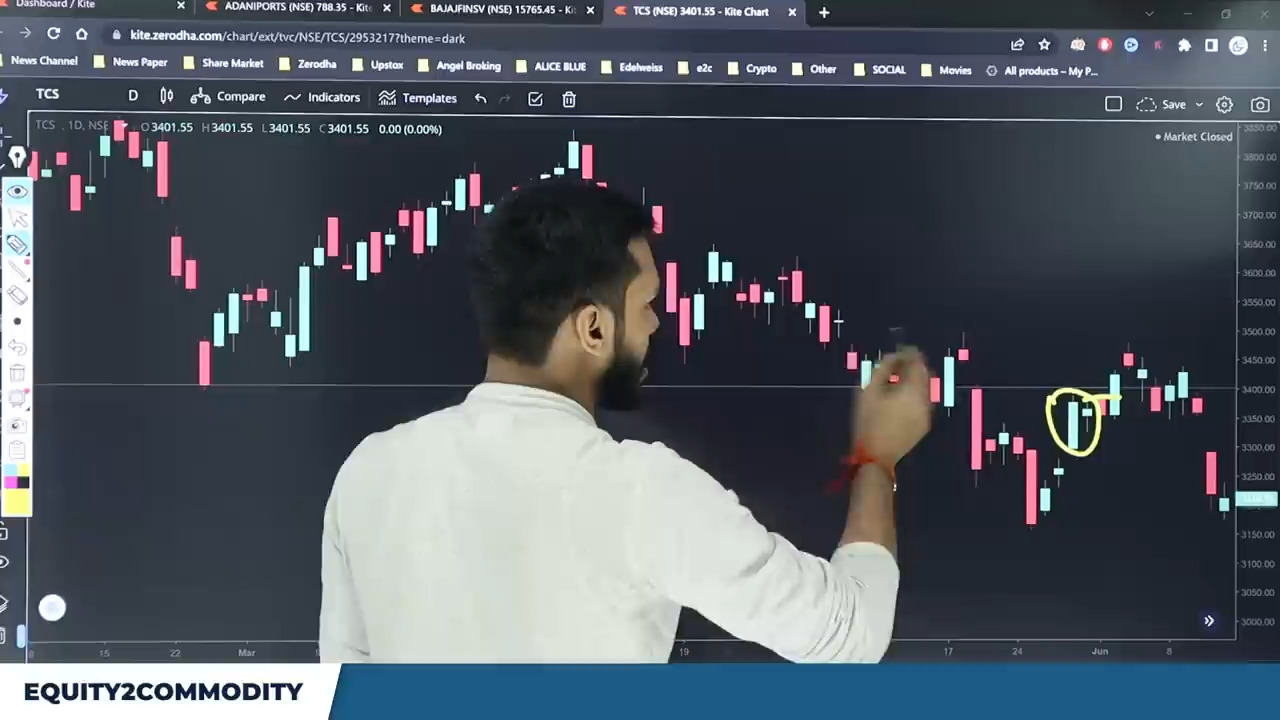 Dashboard / Kite
ADANIPORTS (NSE) 788.35 - Kite
BAJAJFINSV (NSE) 15765.45 - Kit
TCS (NSE) 3401.55 - Kite Chart
kite.zerodha.com/chart/ext/tvc/NSE/TCS/2953217?theme=dark
News Channel
News Paper
Share Market
Zerodha
Upstox
Angel Broking
ALICE BLUE
Edelweiss
e2c
Crypto
Other
SOCIAL
Movies
All products – My P...
TCS
D
Compare
Indicators
Templates
Save
TCS , 1D, NSE
O3401.55 H3401.55 L3401.55 C3401.55 0.00 (0.00%)
Market Closed
3850.00
3800.00
3750.00
3700.00
3650.00
3600.00
3550.00
3500.00
3450.00
3400.00
3350.00
3300.00
3250.00
3150.00
3100.00
3050.00
3000.00
15
22
Mar
19
17
24
Jun
8
EQUITY2COMMODITY